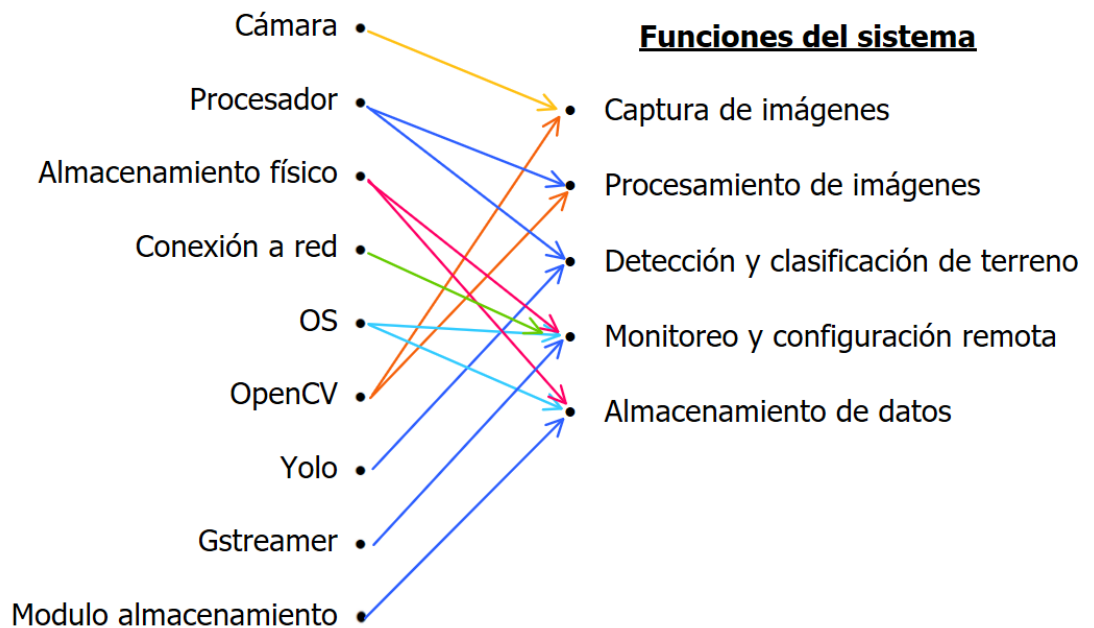 Cámara
Procesador
Almacenamiento físico
Conexión a red
OS
OpenCV
Yolo
Gstreamer
Modulo almacenamiento
Funciones del sistema
Captura de imágenes
Procesamiento de imágenes
Detección y clasificación de terreno
Monitoreo y configuración remota
Almacenamiento de datos